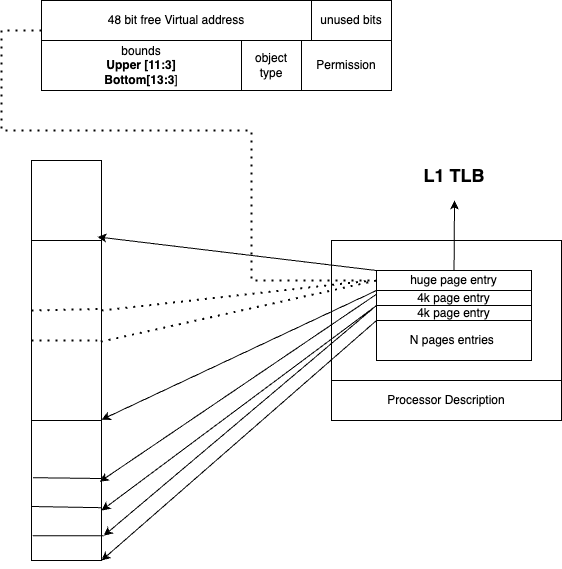 48 bit free Virtual address
unused bits
bounds
Upper [11:3]
Bottom[13:3]
object
type
Permission
L1 TLB
huge page entry
4k page entry
4k page entry
N pages entries
Processor Description